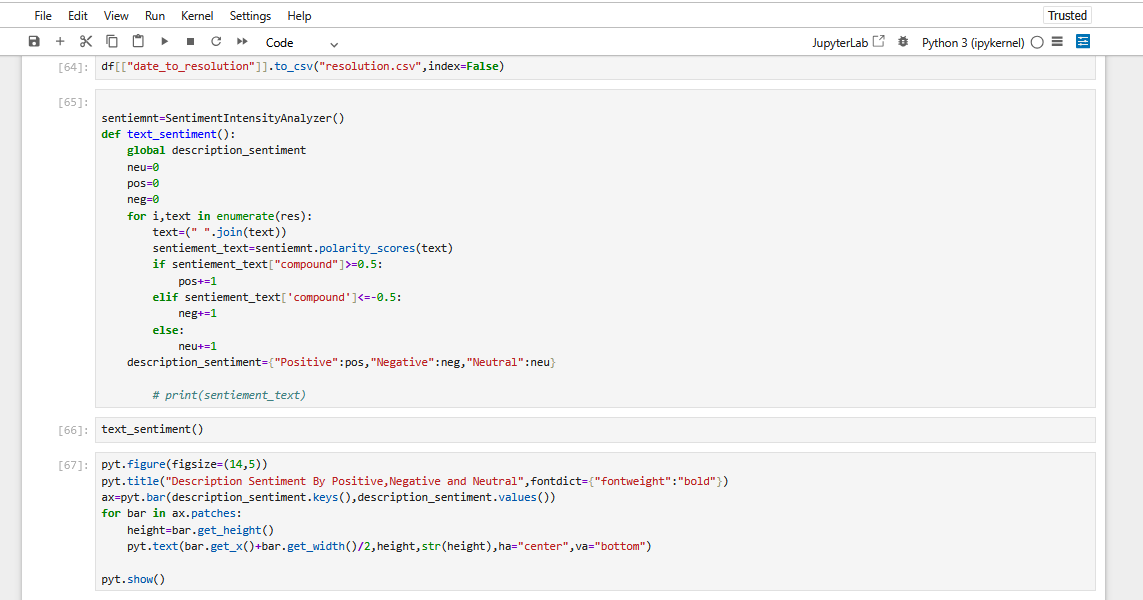 File Edit View Run Kernel Settings Help Trusted
Code JupyterLab Python 3 (ipykernel)
[64]: df[["date_to_resolution"]].to_csv("resolution.csv",index=False)
[65]:
sentiemnt=SentimentIntensityAnalyzer()
def text_sentiment():
    global description_sentiment
    neu=0
    pos=0
    neg=0
    for i,text in enumerate(res):
        text=(" ".join(text))
        sentiement_text=sentiemnt.polarity_scores(text)
        if sentiement_text["compound"]>=0.5:
            pos+=1
        elif sentiement_text['compound']<=-0.5:
            neg+=1
        else:
            neu+=1
    description_sentiment={"Positive":pos,"Negative":neg,"Neutral":neu}
        # print(sentiement_text)
[66]: text_sentiment()
[67]: pyt.figure(figsize=(14,5))
pyt.title("Description Sentiment By Positive,Negative and Neutral",fontdict={"fontweight":"bold"})
ax=pyt.bar(description_sentiment.keys(),description_sentiment.values())
for bar in ax.patches:
    height=bar.get_height()
    pyt.text(bar.get_x()+bar.get_width()/2,height,str(height),ha="center",va="bottom")
pyt.show()